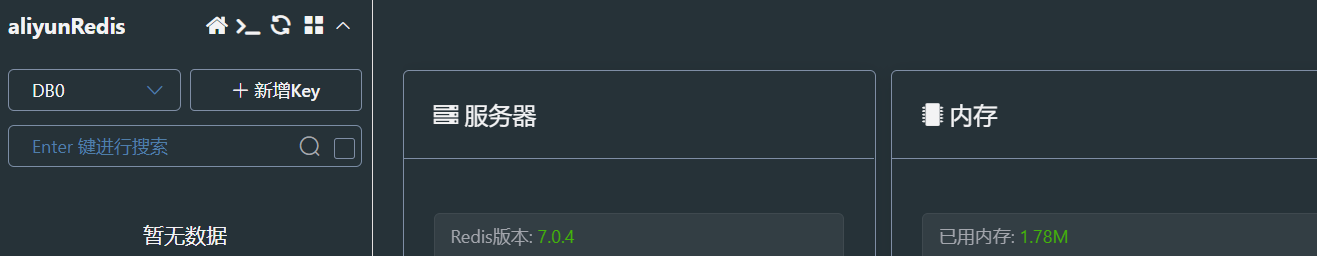 aliyunRedis
DB0
新增Key
Enter 键进行搜索
暂无数据
服务器
Redis版本: 7.0.4
内存
已用内存: 1.78M